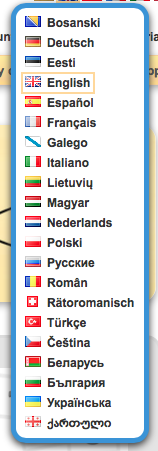 Bosanski
Deutsch
Eesti
English
Español
Français
Galego
Italiano
Lietuvių
Magyar
Nederlands
Polski
Русские
Român
Rätoromanisch
Türkçe
Čeština
Беларусь
България
Українська
ქართული